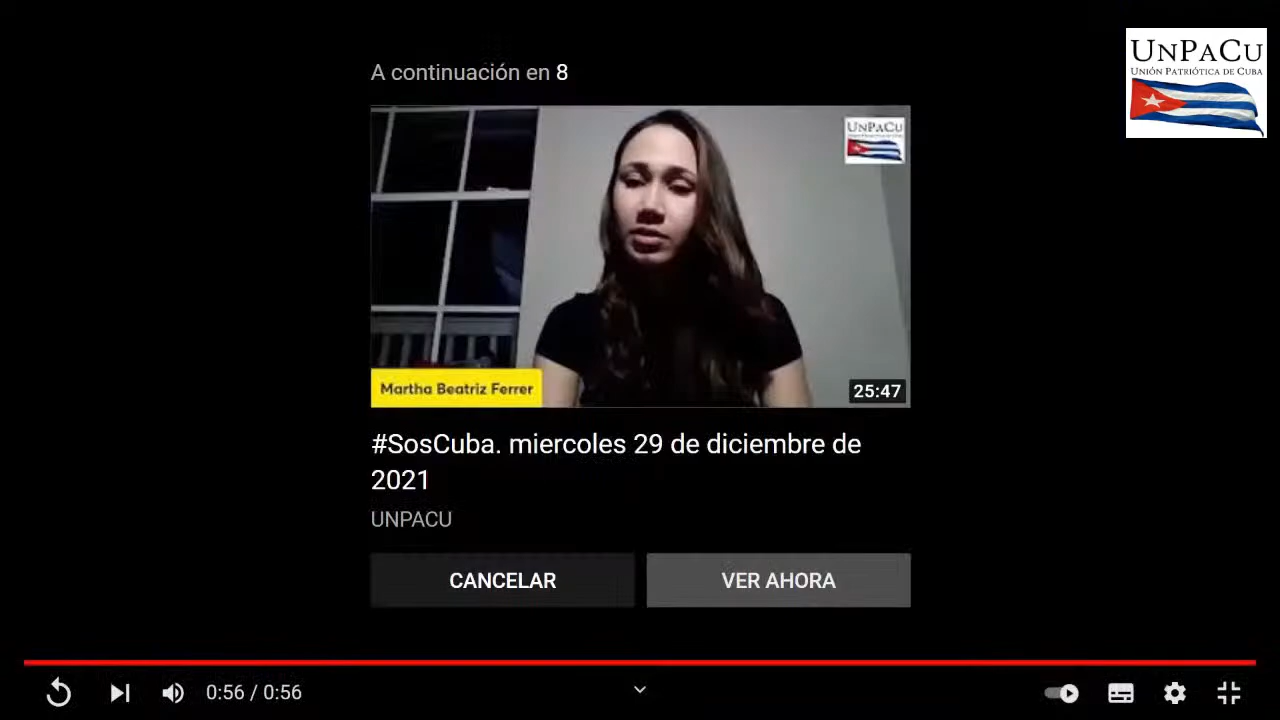 UNPACU
UNIÓN PATRIÓTICA DE CUBA
A continuación en 8
UNPACU
Martha Beatriz Ferrer
25:47
#SosCuba. miercoles 29 de diciembre de
2021
UNPACU
CANCELAR
VER AHORA
0:56 / 0:56